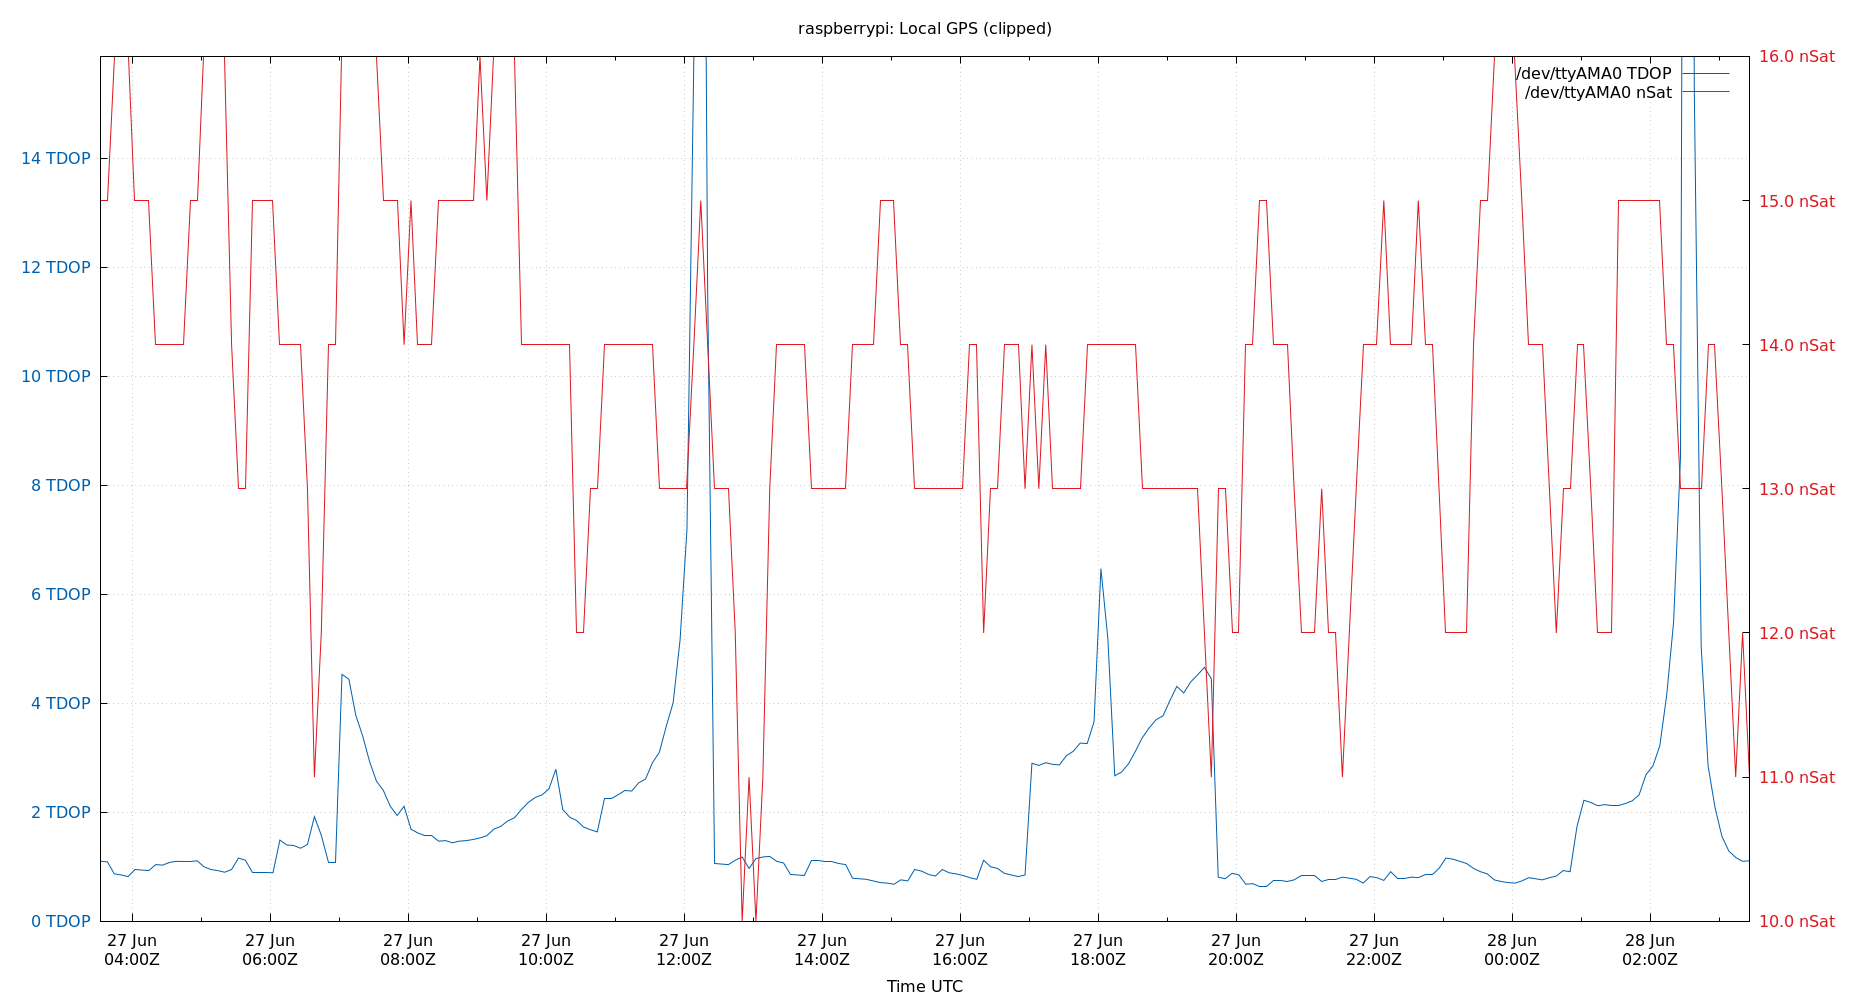 raspberrypi: Local GPS (clipped)
/dev/ttyAMA0 TDOP
/dev/ttyAMA0 nSat
14 TDOP
12 TDOP
10 TDOP
8 TDOP
6 TDOP
4 TDOP
2 TDOP
0 TDOP
16.0 nSat
15.0 nSat
14.0 nSat
13.0 nSat
12.0 nSat
11.0 nSat
10.0 nSat
27 Jun 27 Jun 27 Jun 27 Jun 27 Jun 27 Jun 27 Jun 27 Jun 27 Jun 27 Jun 28 Jun 28 Jun
04:00Z 06:00Z 08:00Z 10:00Z 12:00Z 14:00Z 16:00Z 18:00Z 20:00Z 22:00Z 00:00Z 02:00Z
Time UTC